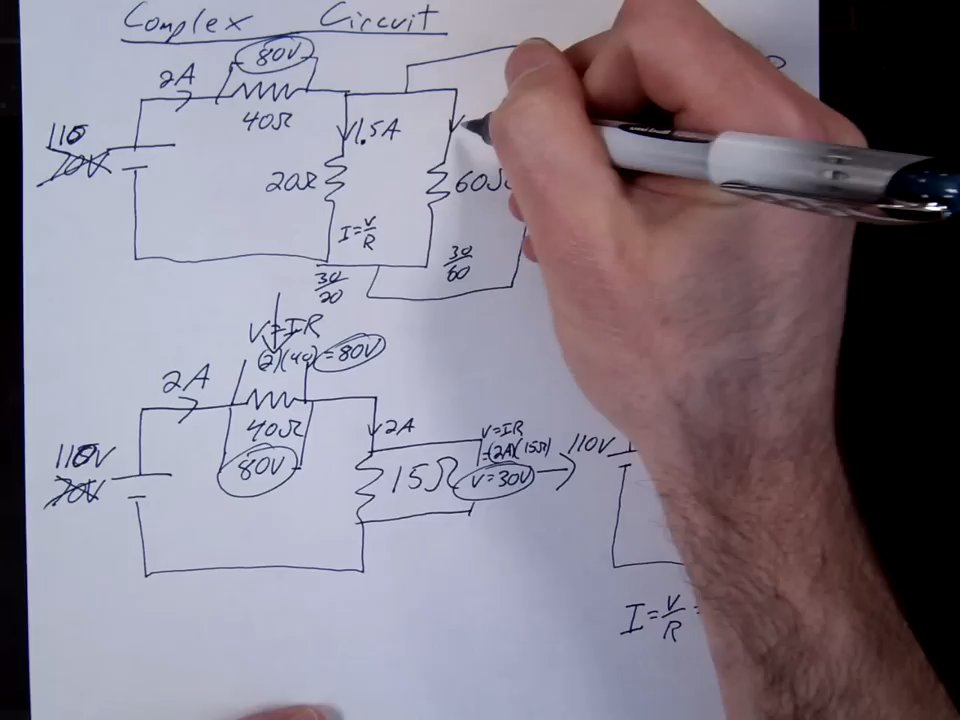 Complex Circuit
80V
2A
40Ω
110
20V
1.5A
20Ω
60Ω
I=V/R
30/20
30/60
V=IR
(2)(40)=80V
2A
40Ω
80V
110V
20V
2A
15Ω
V=IR
=(2A)(15Ω)
V=30V
110V
I=V/R=